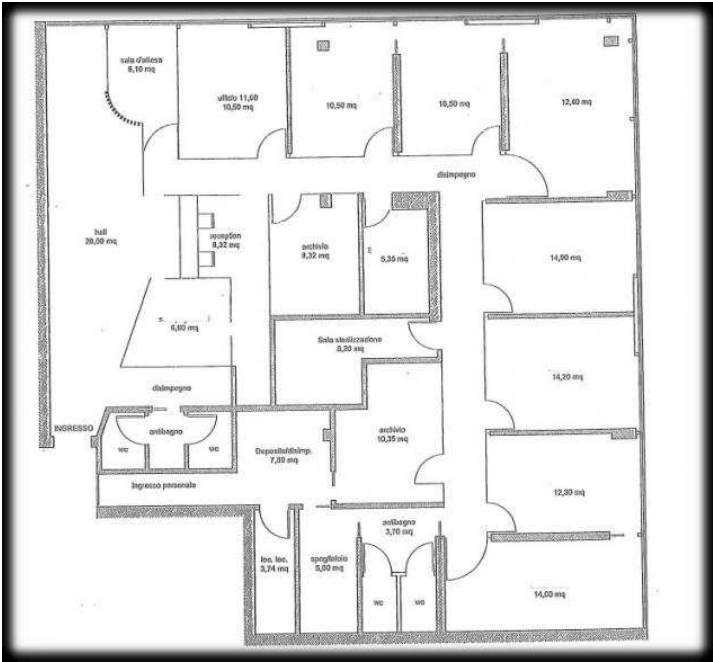 sala d'attesa
6,10 mq
ufficio 11,00
10,50 mq
10,50 mq
10,50 mq
12,60 mq
disimpegno
hall
26,00 mq
reception
8,32 mq
archivio
8,32 mq
5,35 mq
14,90 mq
6,60 mq
Sala sterilizzazione
8,20 mq
14,20 mq
disimpegno
INGRESSO
antibagno
wc
wc
Deposito/disimp.
7,80 mq
archivio
10,35 mq
Ingresso personale
12,30 mq
antibagno
3,70 mq
loc. tec.
3,74 mq
spogliatoio
5,00 mq
wc
wc
14,00 mq